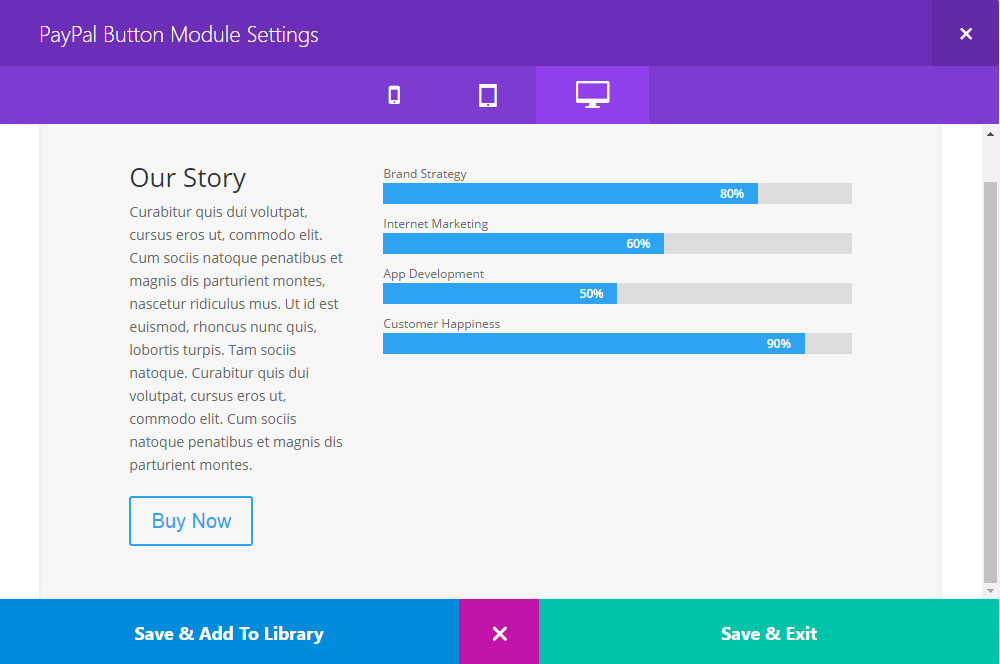 PayPal Button Module Settings
Our Story
Curabitur quis dui volutpat,
cursus eros ut, commodo elit.
Cum sociis natoque penatibus et
magnis dis parturient montes,
nascetur ridiculus mus. Ut id est
euismod, rhoncus nunc quis,
lobortis turpis. Tam sociis
natoque. Curabitur quis dui
volutpat, cursus eros ut,
commodo elit. Cum sociis
natoque penatibus et magnis dis
parturient montes.
Buy Now
Brand Strategy
80%
Internet Marketing
60%
App Development
50%
Customer Happiness
90%
Save & Add To Library
Save & Exit